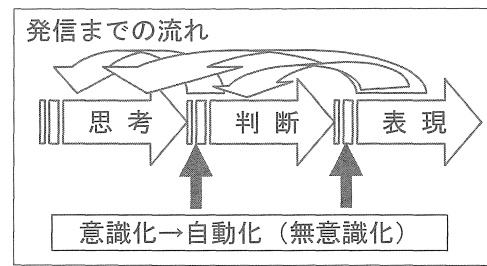 発信までの流れ
思考 判断 表現
意識化→自動化（無意識化）